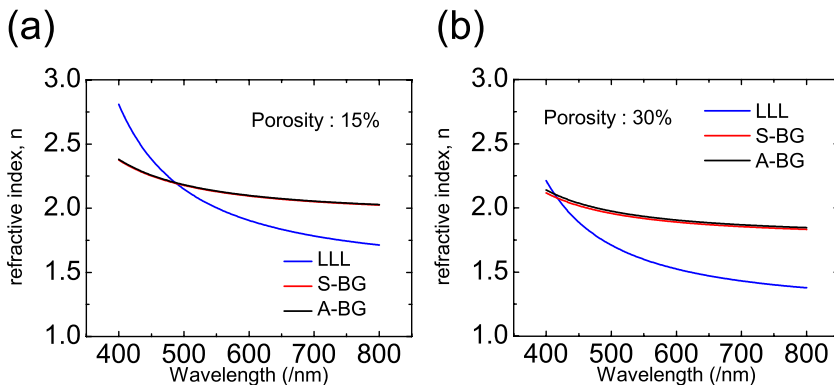 (a)
refractive index, n
3.0
2.5
2.0
1.5
1.0
Porosity : 15%
LLL
S-BG
A-BG
400 500 600 700 800
Wavelength (/nm)
(b)
refractive index, n
3.0
2.5
2.0
1.5
1.0
Porosity : 30%
LLL
S-BG
A-BG
400 500 600 700 800
Wavelength (/nm)